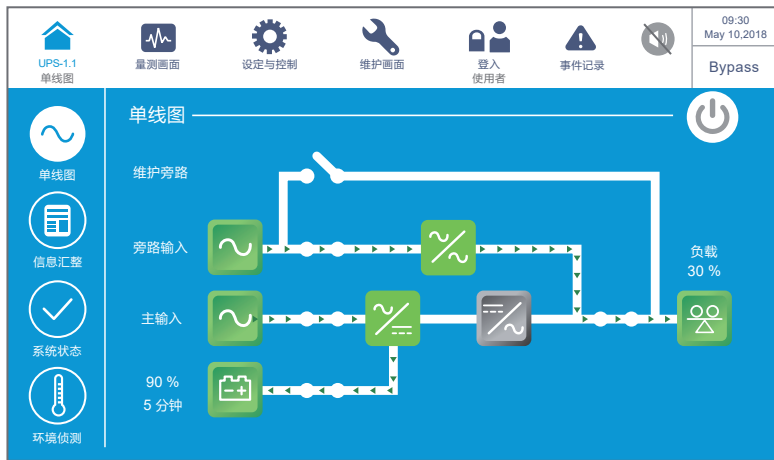 UPS-1.1
单线图
量测画面
设定与控制
维护画面
登入
使用者
事件记录
09:30
May 10,2018
Bypass
单线图
信息汇整
系统状态
环境侦测
单线图
维护旁路
旁路输入
主输入
90 %
5 分钟
负载
30 %